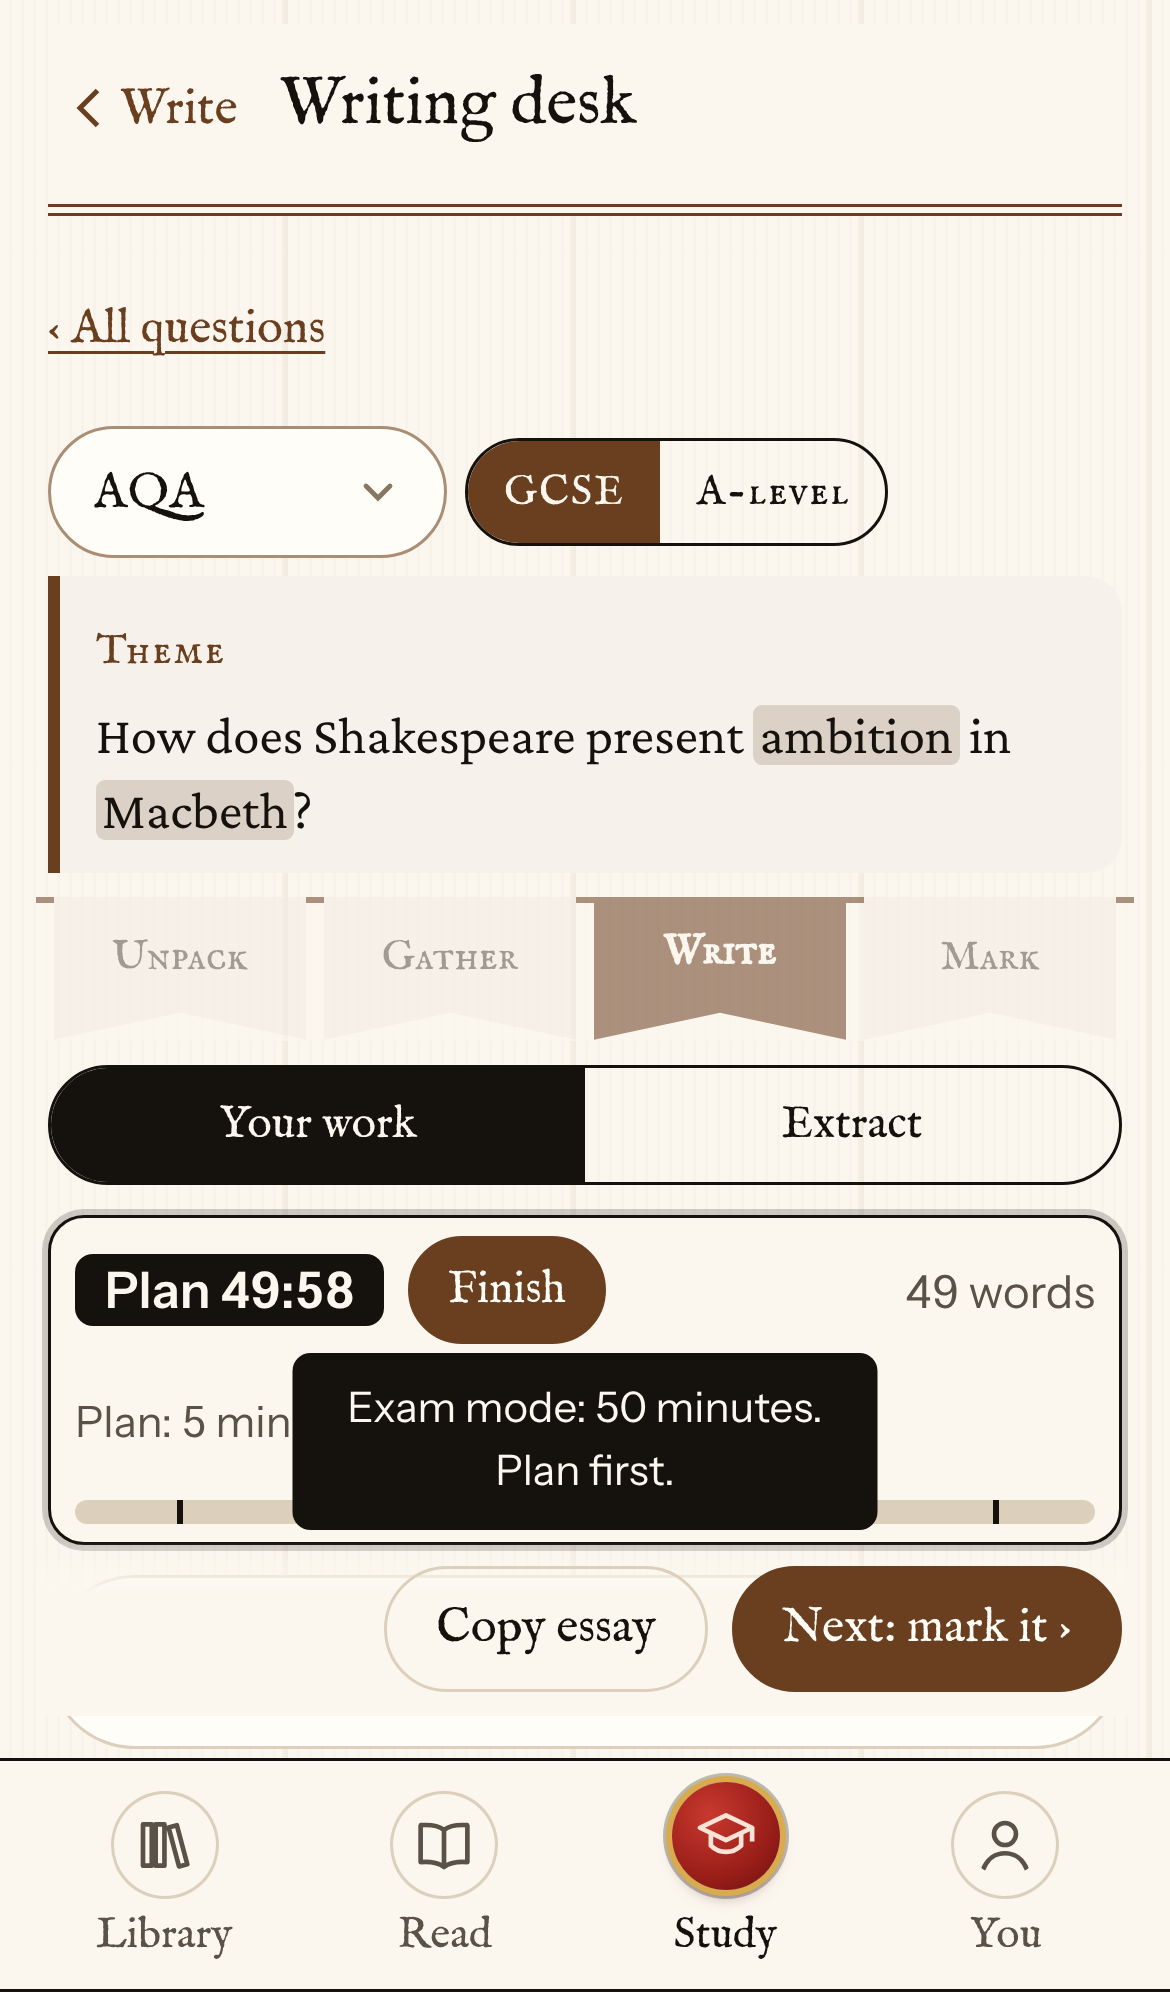 Write
Writing desk
‹ All questions
AQA
GCSE
A-level
Theme
How does Shakespeare present ambition in
Macbeth?
Unpack
Gather
Write
Mark
Your work
Extract
Plan 49:58
Finish
49 words
Plan: 5 min
Exam mode: 50 minutes.
Plan first.
Copy essay
Next: mark it ›
Library
Read
Study
You